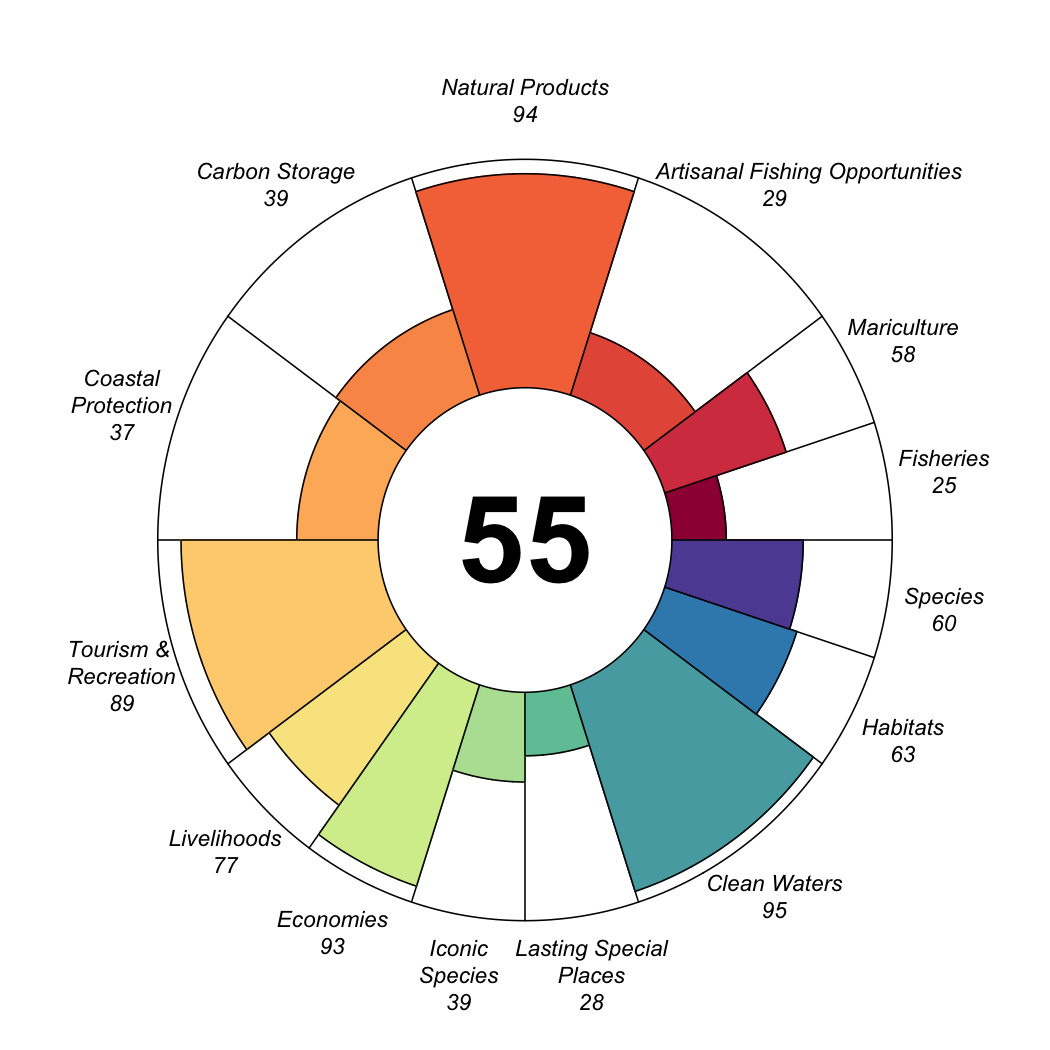 Natural Products
94
Carbon Storage
39
Artisanal Fishing Opportunities
29
Mariculture
58
Coastal
Protection
37
Fisheries
25
55
Species
60
Tourism &
Recreation
89
Habitats
63
Livelihoods
77
Clean Waters
95
Economies
93
Iconic
Species
39
Lasting Special
Places
28